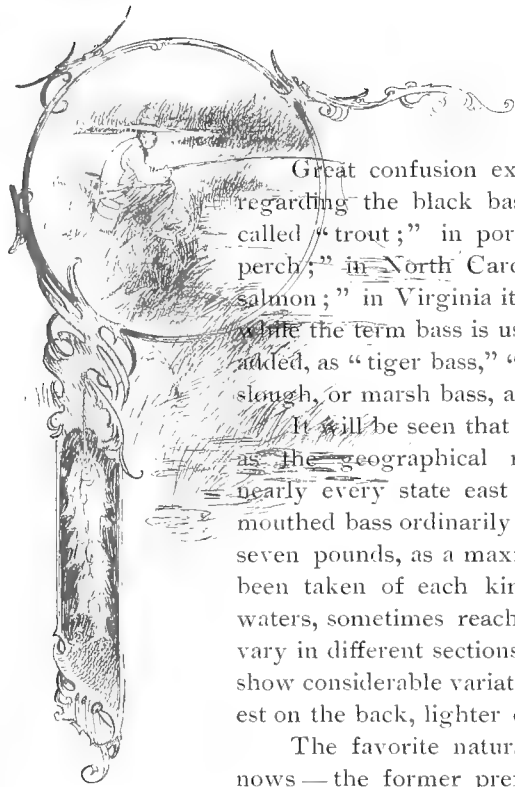 Great confusion ex
regarding the black bas
called “trout;” in por
perch;” in North Card
salmon;” in Virginia it
while the term bass is us
added, as “tiger bass,” “
slough, or marsh bass, a
It will be seen that
as the geographical r
nearly every state east
mouthed bass ordinarily
seven pounds, as a maxi
been taken of each kin
waters, sometimes reach
vary in different sections
show considerable variat
est on the back, lighter
The favorite natura
nows — the former pre